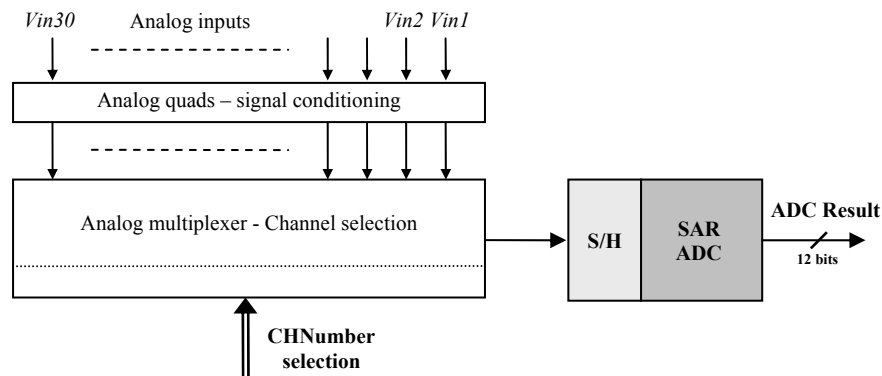 Vin30 Analog inputs Vin2 Vin1
Analog quads – signal conditioning
Analog multiplexer - Channel selection
S/H
SAR
ADC
ADC Result
12 bits
CHNumber
selection